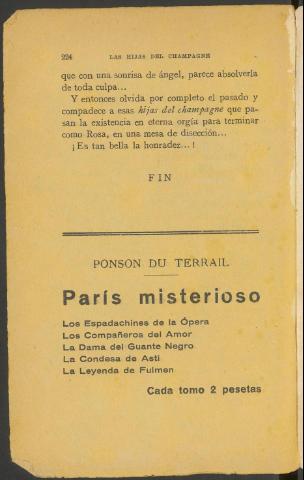 224 LAS HIJAS DEL CHAMPAGNE
que con una sonrisa de ángel, parece absolverla
de toda culpa...
Y entonces olvida por completo el pasado y
compadece a esas hijas del champagne que pa-
san la existencia en eterna orgía para terminar
como Rosa, en una mesa de disección...
¡Es tan bella la honradez...!
FIN
PONSON DU TERRAIL
París misterioso
Los Espadachines de la Ópera
Los Compañeros del Amor
La Dama del Guante Negro
La Condesa de Asti
La Leyenda de Fulmen
Cada tomo 2 pesetas